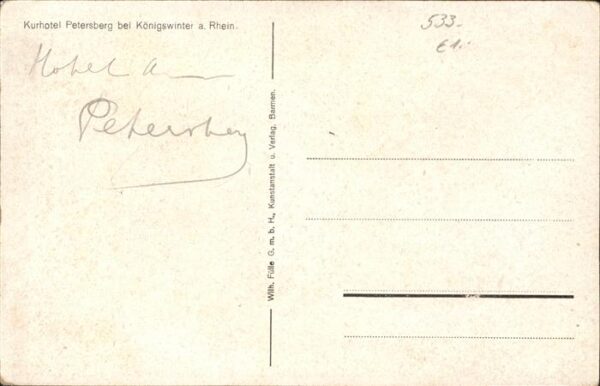 Kurhotel Petersberg bei Königswinter a. Rhein.
Hotel
Petersberg
Wilh. Fülle G. m. b. H., Kunstanstalt u. Verlag, Barmen.
533-